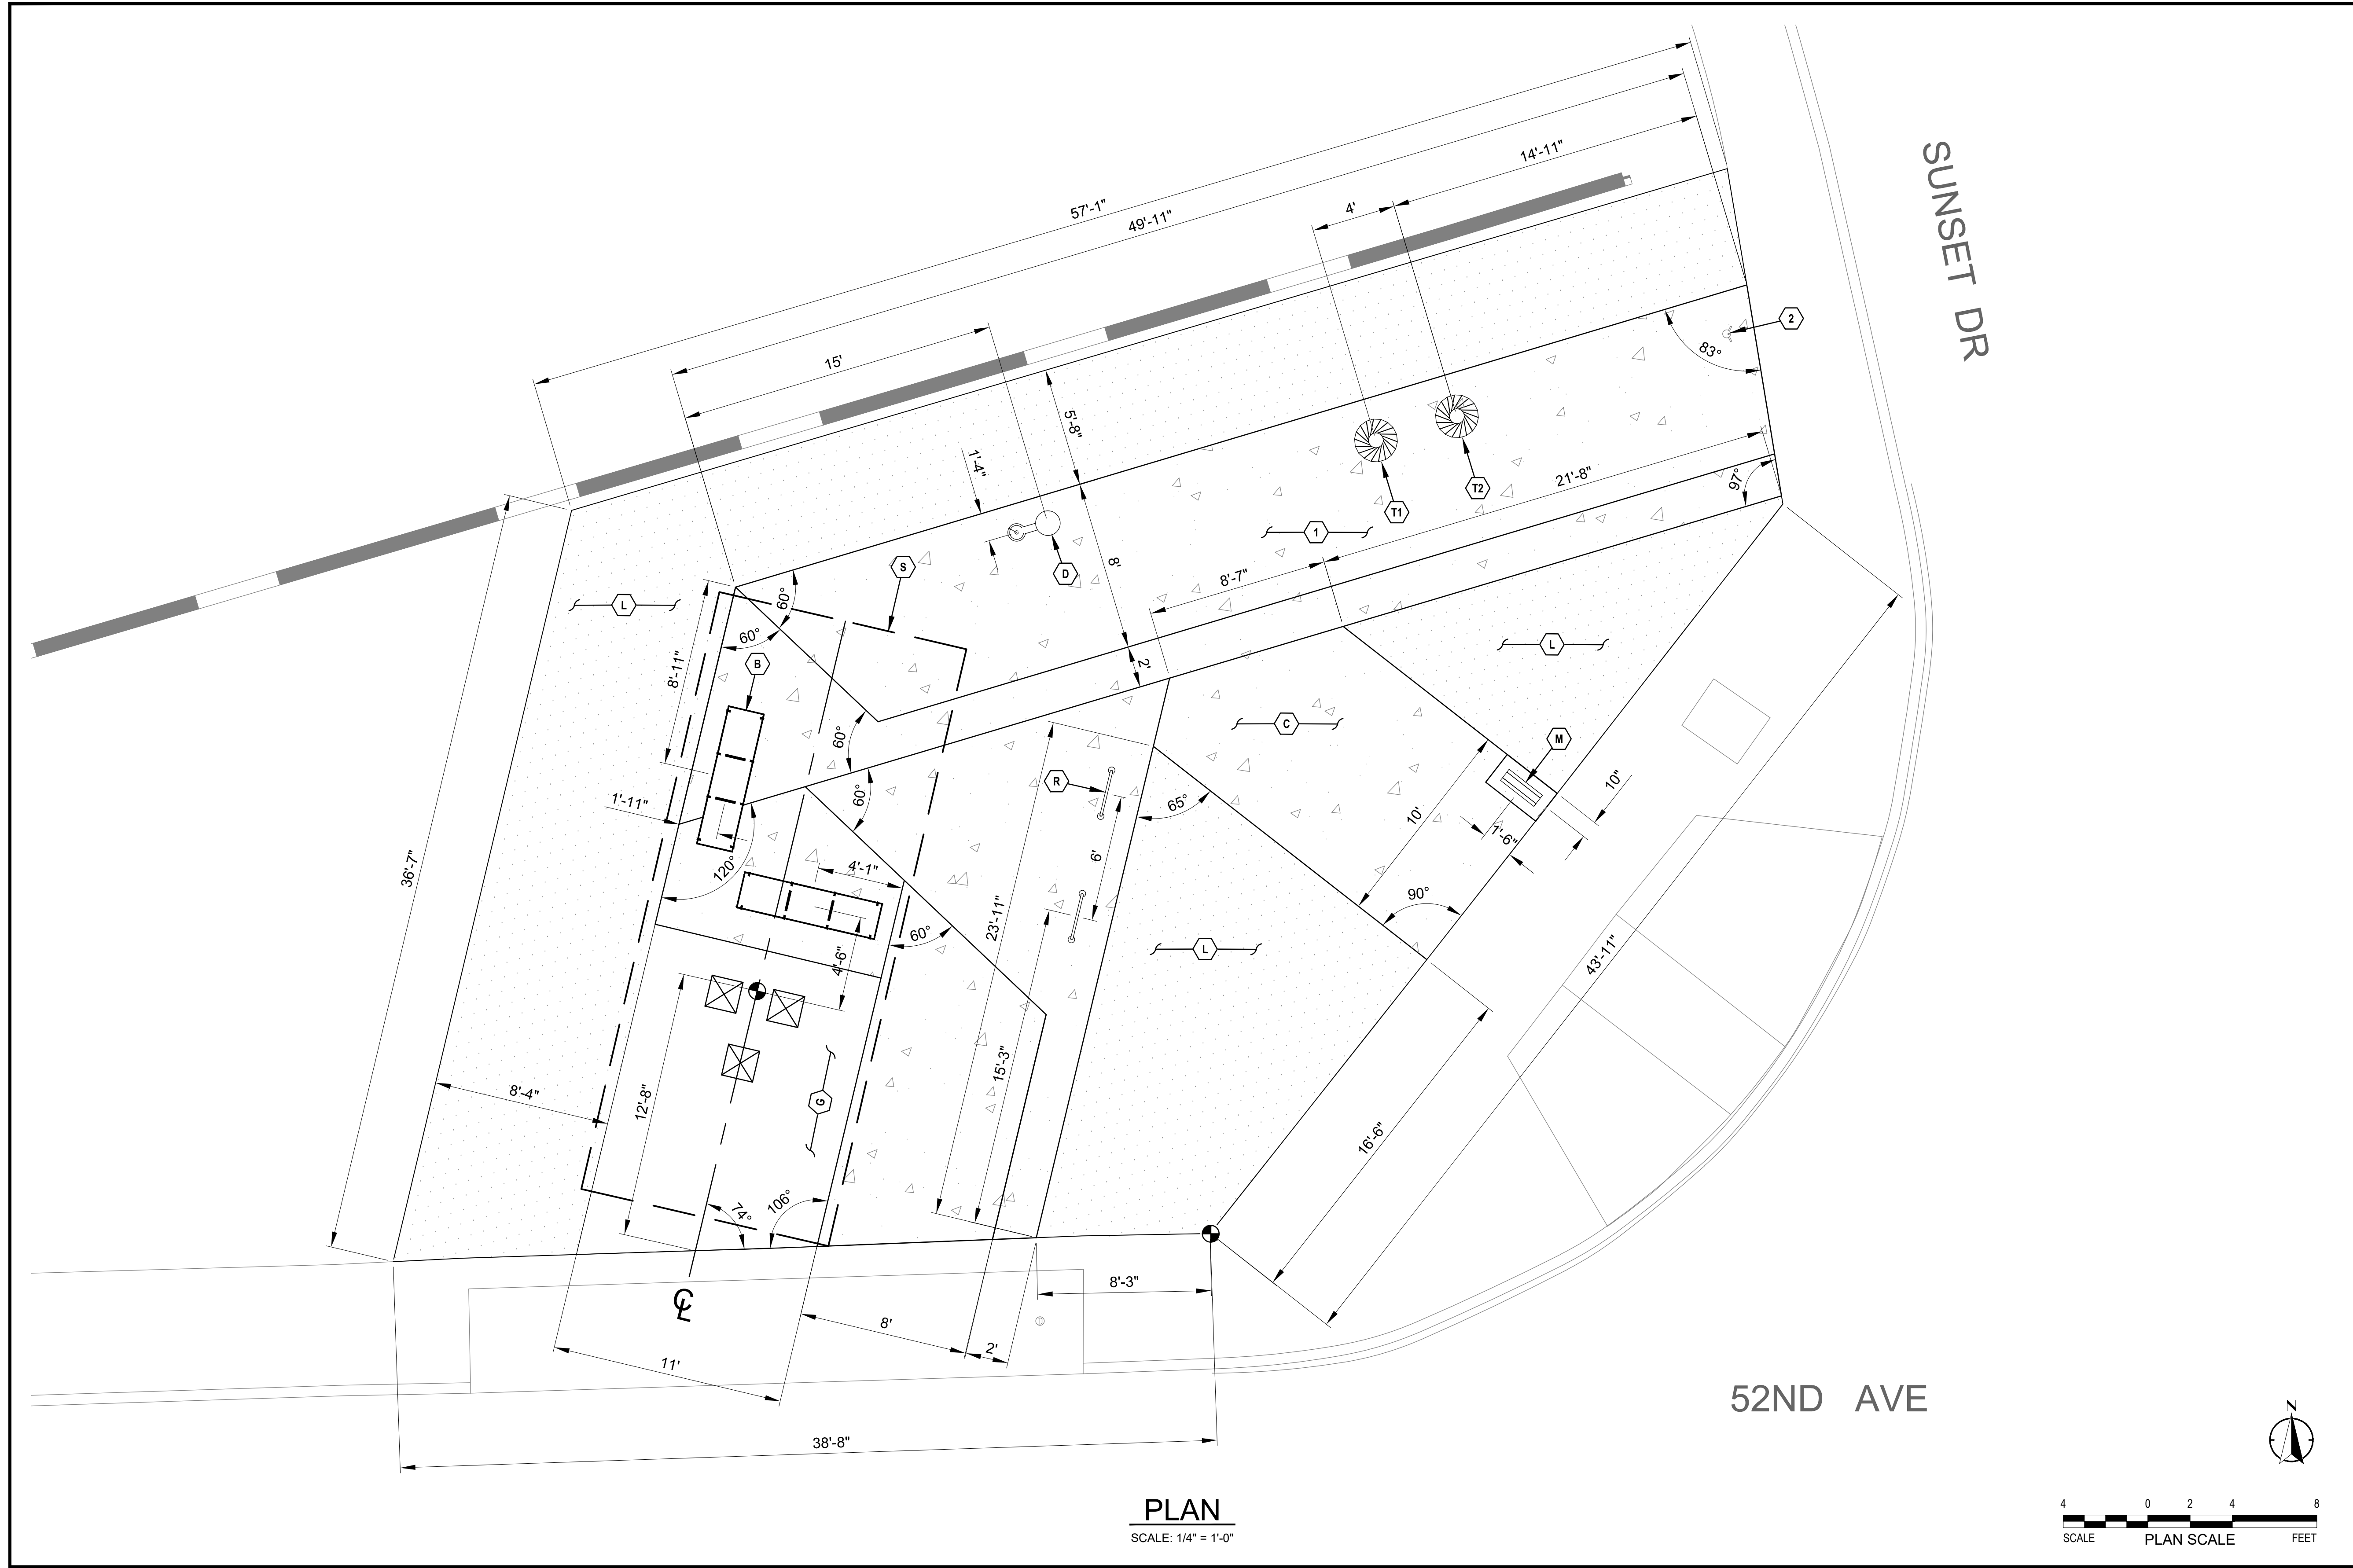 57'-1"
49'-11"
14'-11"
4'
15'
SUNSET DR
2
83°
5'-8"
1'-4"
T2
T1
21'-8"
97°
1
D
S
8'
8'-7"
L
60°
60°
B
8'-11"
2'
L
C
60°
M
R
10"
1'-11"
60°
65°
10'
1'-6"
6'
120°
4'-1"
36'-7"
90°
23'-11"
60°
L
4'-6"
43'-11"
15'-3"
8'-4"
12'-8"
G
16'-6"
74°
106°
8'-3"
CL
8'
2'
11'
38'-8"
52ND AVE
N
PLAN
SCALE: 1/4" = 1'-0"
4 0 2 4 8
SCALE PLAN SCALE FEET